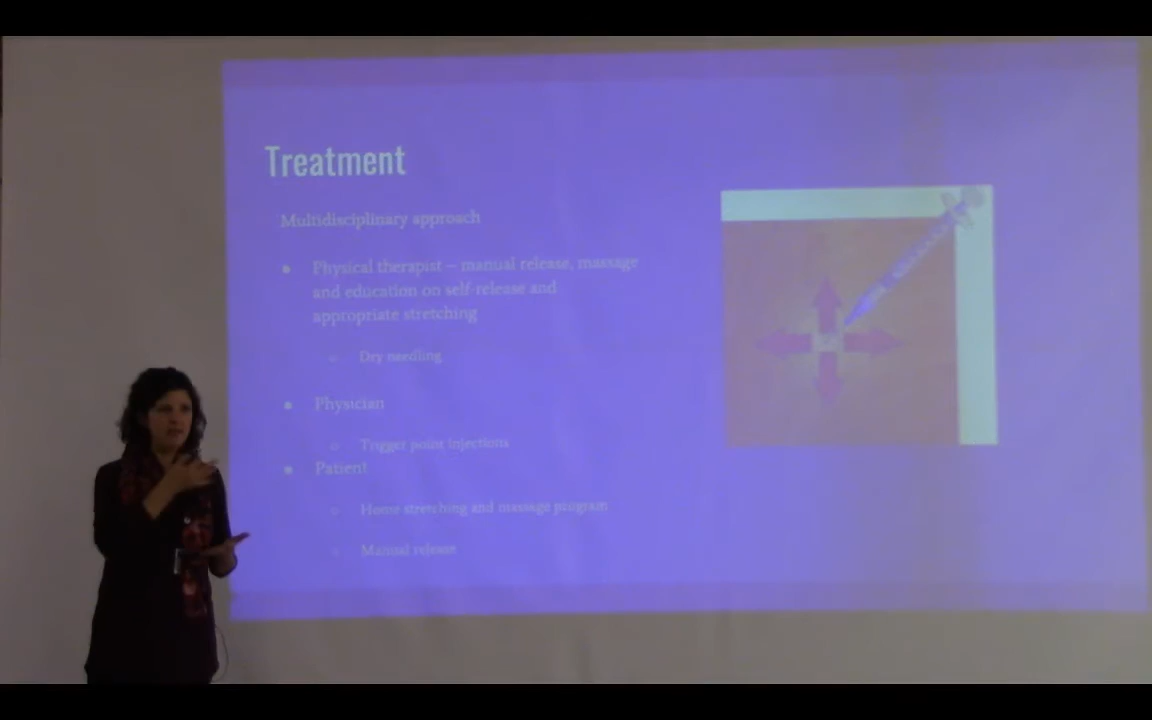 Treatment
Multidisciplinary approach
● Physical therapist – manual release, massage
and education on self-release and
appropriate stretching
○ Dry needling
● Physician
○ Trigger point injections
● Patient
○ Home stretching and massage program
○ Manual release